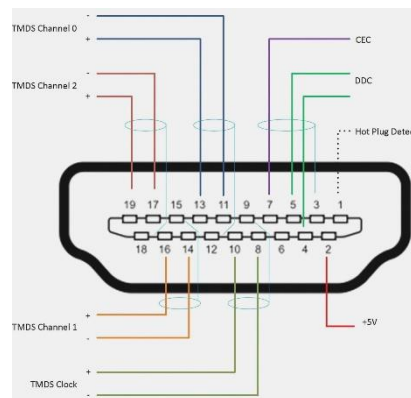 -
TMDS Channel 0
+
-
TMDS Channel 2
+
CEC
DDC
Hot Plug Dete
19 17 15 13 11 9 7 5 3 1
18 16 14 12 10 8 6 4 2
+
TMDS Channel 1
-
+
TMDS Clock
-
+5V